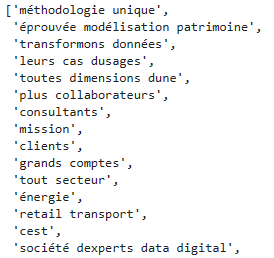 ['méthodologie unique',
'éprouvée modélisation patrimoine',
'transformons données',
'leurs cas dusages',
'toutes dimensions dune',
'plus collaborateurs',
'consultants',
'mission',
'clients',
'grands comptes',
'tout secteur',
'énergie',
'retail transport',
'cest',
'société dexperts data digital',